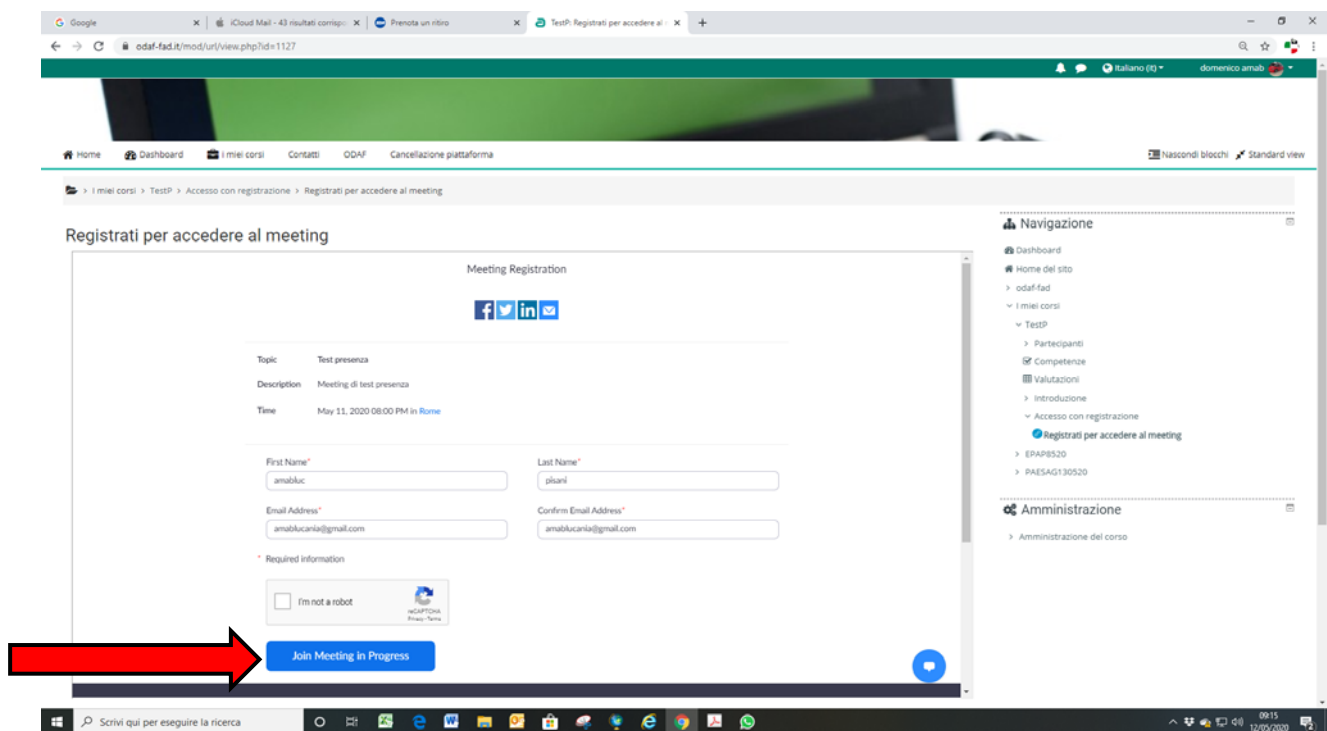 Google
iCloud Mail - 43 risultati corrispo
Prenota un ritiro
TestP: Registrati per accedere al
odaf-fad.it/mod/url/view.php?id=1127
Italiano (it)
domenico amab
Home
Dashboard
I miei corsi
Contatti
ODAF
Cancellazione piattaforma
Nascondi blocchi
Standard view
> I miei corsi > TestP > Accesso con registrazione > Registrati per accedere al meeting
Registrati per accedere al meeting
Meeting Registration
Topic Test presenza
Description Meeting di test presenza
Time May 11, 2020 08:00 PM in Rome
First Name*
Last Name*
amabluc
pisani
Email Address*
Confirm Email Address*
amablucania@gmail.com
amablucania@gmail.com
* Required information
I'm not a robot
reCAPTCHA
Privacy - Terms
Join Meeting in Progress
Navigazione
Dashboard
Home del sito
odaf-fad
I miei corsi
TestP
Partecipanti
Competenze
Valutazioni
Introduzione
Accesso con registrazione
Registrati per accedere al meeting
EPAP8520
PAESAG130520
Amministrazione
Amministrazione del corso
Scrivi qui per eseguire la ricerca
09:15
12/05/2020